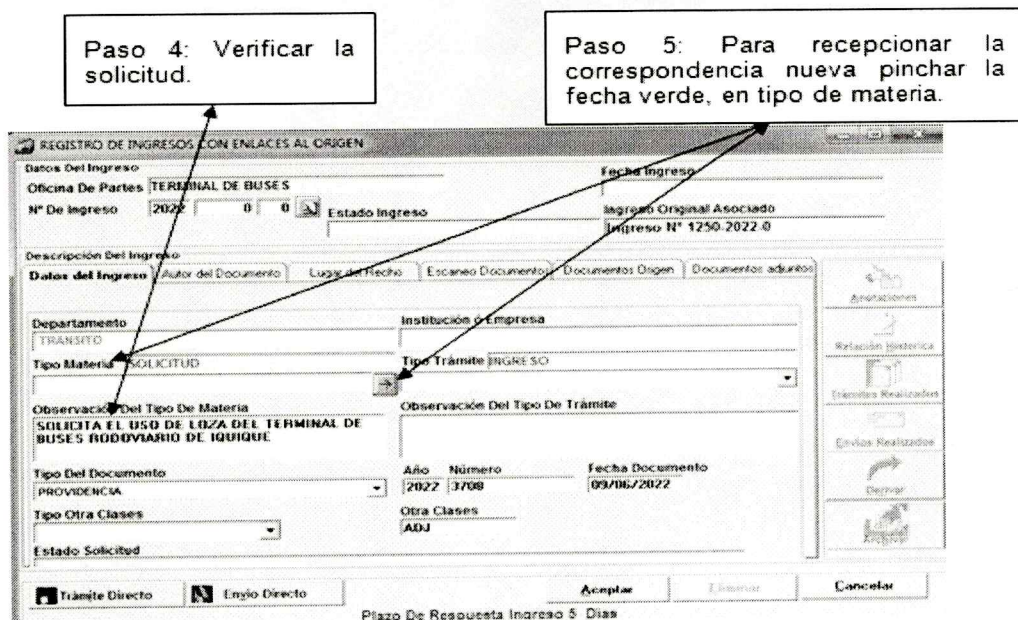 Paso 4: Verificar la
solicitud.
Paso 5: Para recepcionar la
correspondencia nueva pinchar la
fecha verde, en tipo de materia.
REGISTRO DE INGRESOS CON ENLACES AL ORIGEN
Datos Del Ingreso
Fecha Ingreso
Oficina De Partes TERMINAL DE BUSES
Nº De Ingreso 2022 0 0 Estado Ingreso
Ingreso Original Asociado
Ingreso Nº 1250-2022-0
Descripción Del Ingreso
Datos del Ingreso Autor del Documento Lugar del Hecho Escaneo Documentos Documentos Origen Documentos adjuntos
Anotaciones
Departamento Institución ó Empresa
TRANSITO
Relación Historica
Tipo Materia SOLICITUD Tipo Trámite INGRESO
Trámites Realizados
Observación Del Tipo De Materia Observación Del Tipo De Trámite
SOLICITA EL USO DE LOZA DEL TERMINAL DE
BUSES RODOVIARIO DE IQUIQUE
Envios Realizados
Tipo Del Documento Año Número Fecha Documento
PROVIDENCIA 2022 3708 09/06/2022
Derivar
Tipo Otra Clases Otra Clases
ADJ
Estado Solicitud
Trámite Directo Envío Directo Aceptar Eliminar Cancelar
Plazo De Respuesta Ingreso 5 Dias